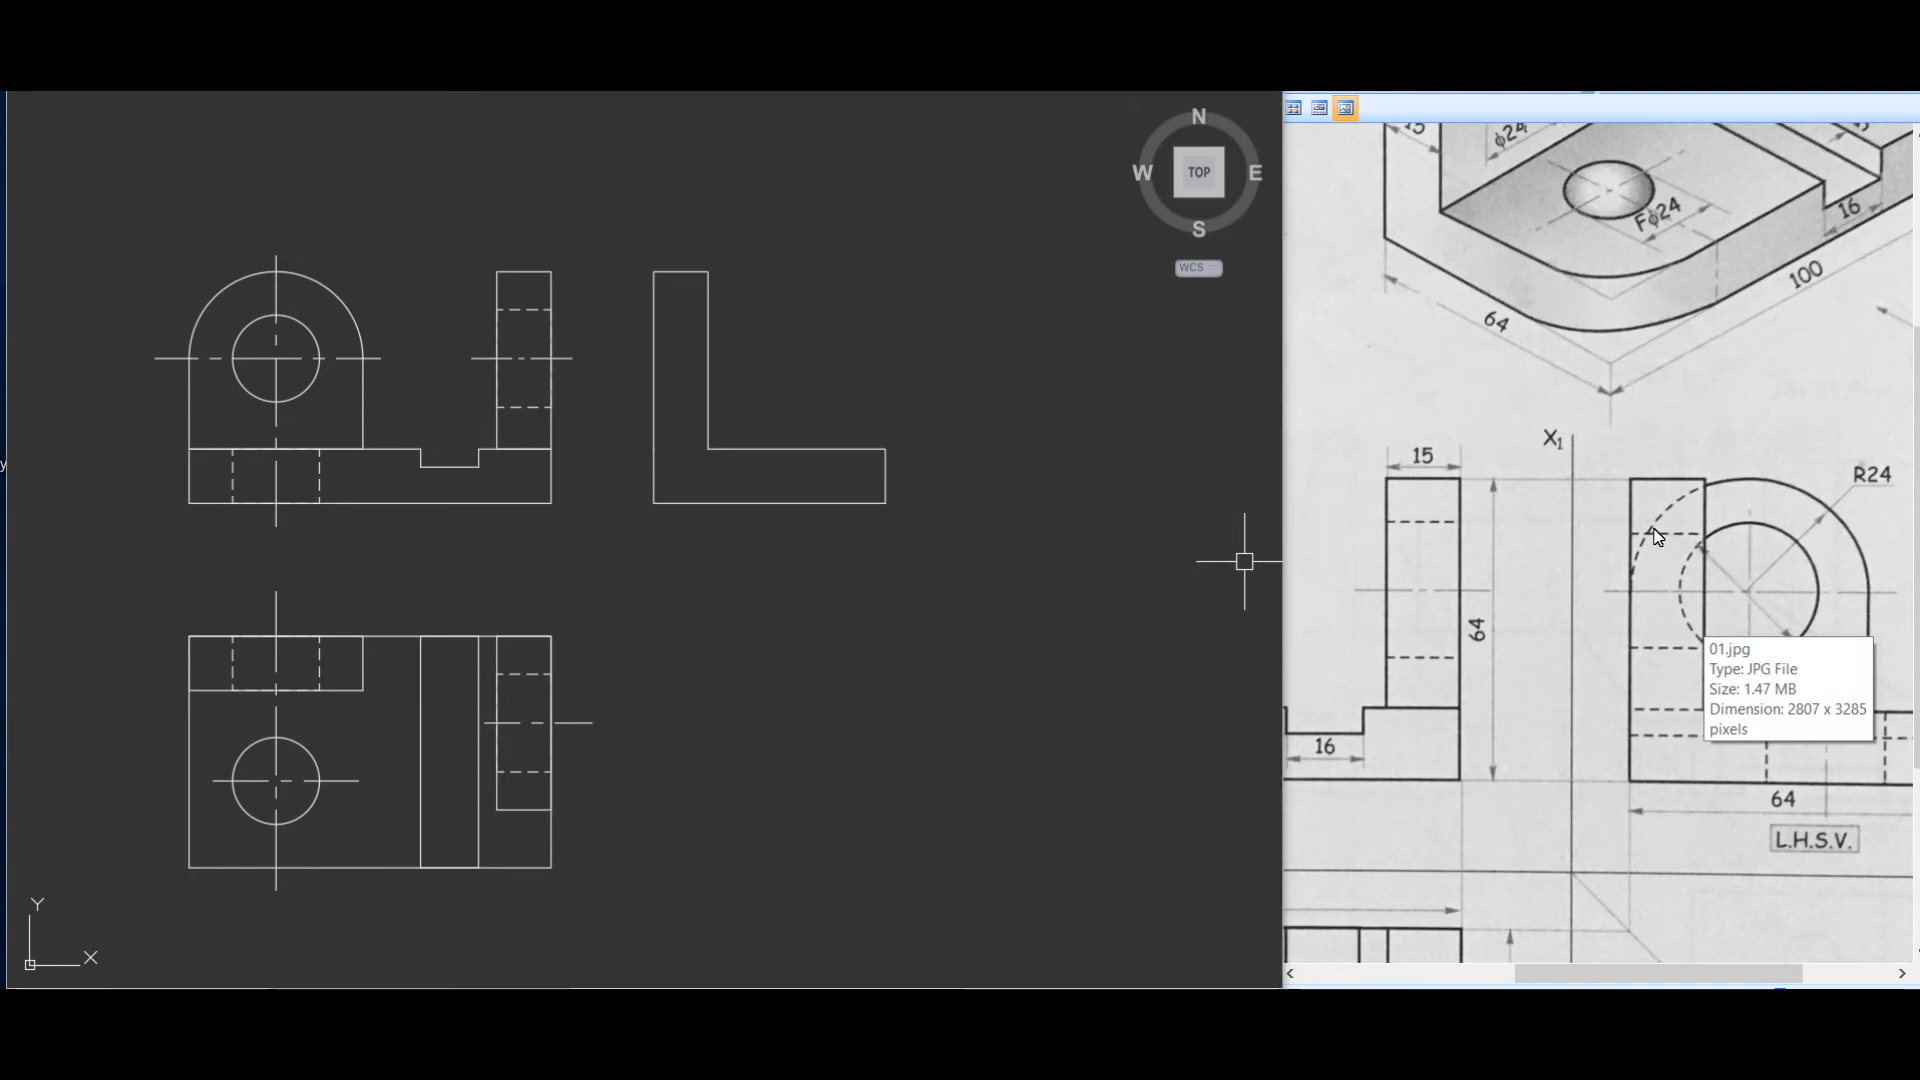 N
W
TOP
E
S
WCS
y
Y
X
15
ϕ24
Fϕ24
16
100
64
X1
15
R24
64
16
01.jpg
Type: JPG File
Size: 1.47 MB
Dimension: 2807 x 3285
pixels
64
L.H.S.V.